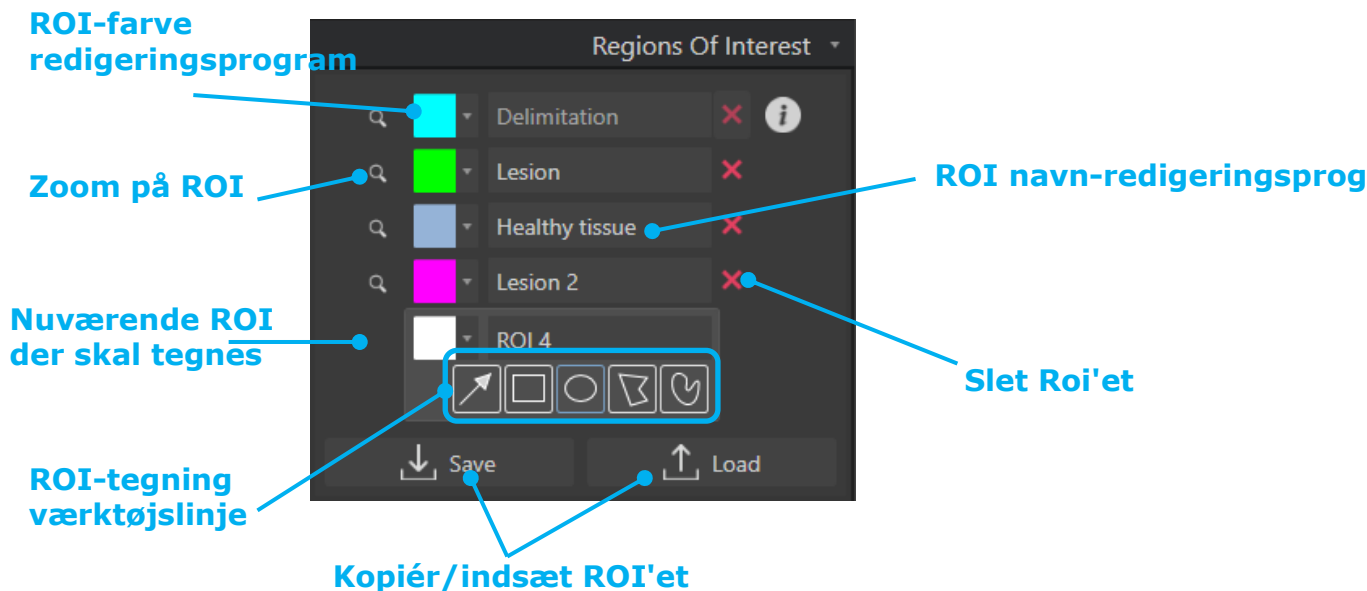 ROI-farve
redigeringsprogram
Regions Of Interest
Delimitation
i
Zoom på ROI
Lesion
ROI navn-redigeringsprog
Healthy tissue
Lesion 2
Nuværende ROI
der skal tegnes
ROI 4
Slet Roi'et
Save
Load
ROI-tegning
værktøjslinje
Kopiér/indsæt ROI'et